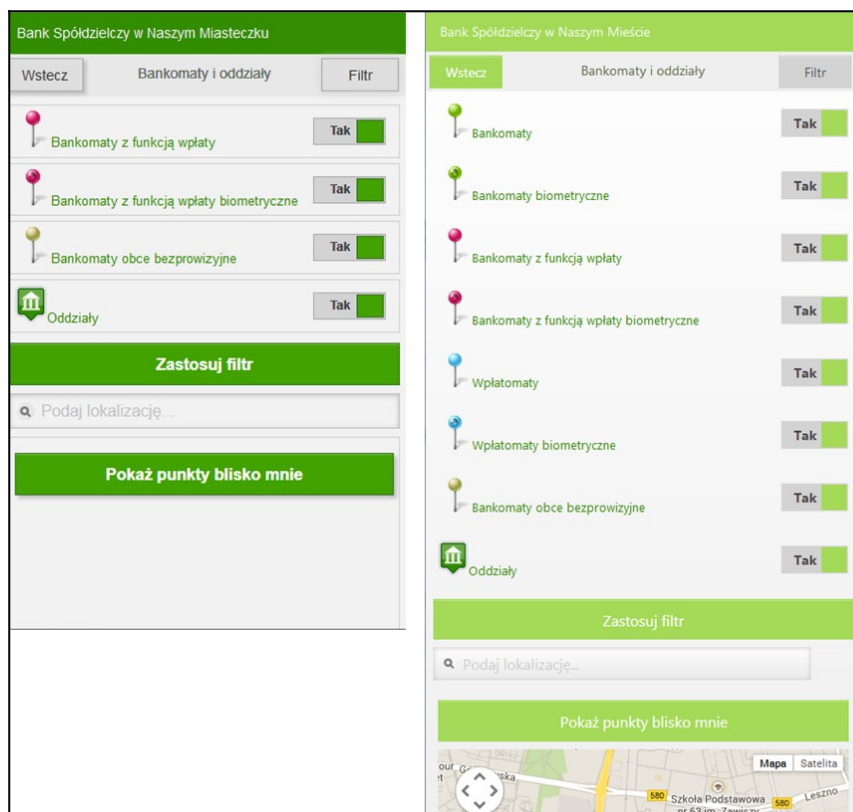 Bank Spółdzielczy w Naszym Miasteczku
Wstecz
Bankomaty i oddziały
Filtr
Bankomaty z funkcją wpłaty
Tak
Bankomaty z funkcją wpłaty biometryczne
Tak
Bankomaty obce bezprowizyjne
Tak
Oddziały
Tak
Zastosuj filtr
Podaj lokalizację...
Pokaż punkty blisko mnie
Bank Spółdzielczy w Naszym Mieście
Wstecz
Bankomaty i oddziały
Filtr
Bankomaty
Tak
Bankomaty biometryczne
Tak
Bankomaty z funkcją wpłaty
Tak
Bankomaty z funkcją wpłaty biometryczne
Tak
Wpłatomaty
Tak
Wpłatomaty biometryczne
Tak
Bankomaty obce bezprowizyjne
Tak
Oddziały
Tak
Zastosuj filtr
Podaj lokalizację...
Pokaż punkty blisko mnie
Mapa Satelita
580
Szkoła Podstawowa
580
Leszno